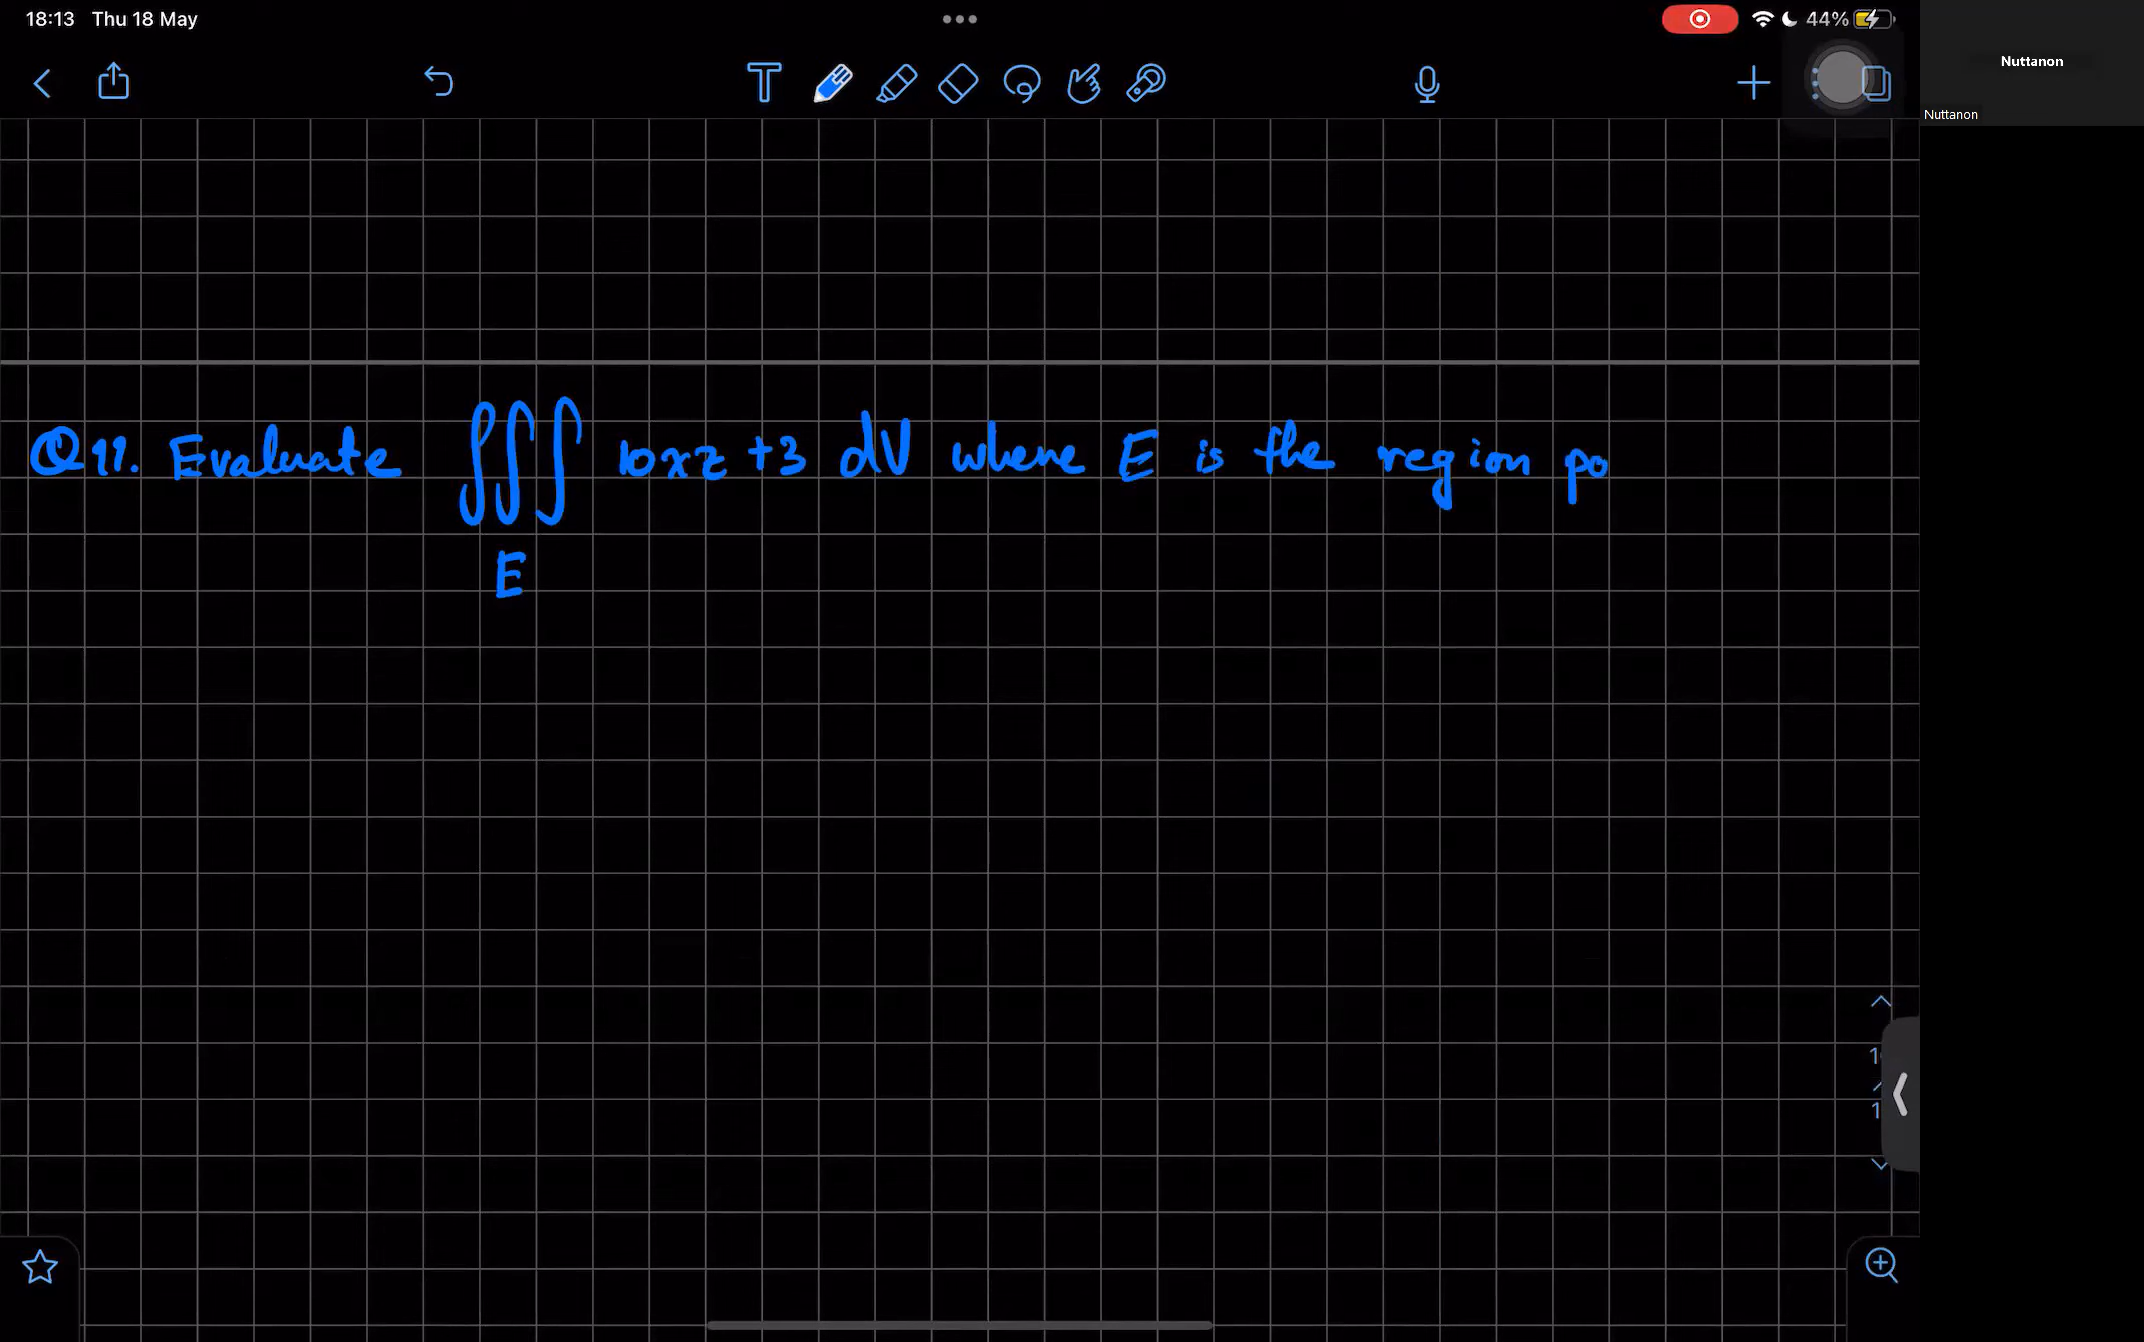 18:13 Thu 18 May
44%
Nuttanon
Nuttanon
Q11. Evaluate ∭ 10xz +3 dV where E is the region po
E